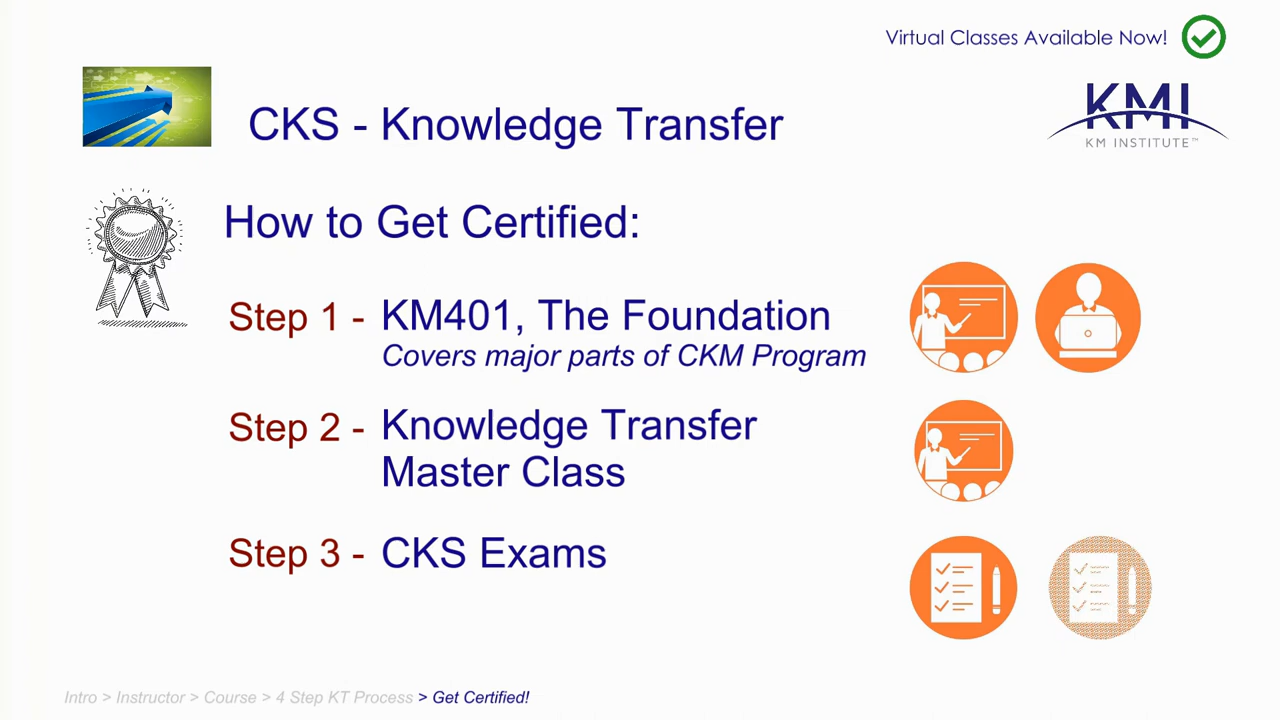 Virtual Classes Available Now!
CKS - Knowledge Transfer
KMI
KM INSTITUTE™
How to Get Certified:
Step 1 - KM401, The Foundation
Covers major parts of CKM Program
Step 2 - Knowledge Transfer
Master Class
Step 3 - CKS Exams
Intro > Instructor > Course > 4 Step KT Process > Get Certified!